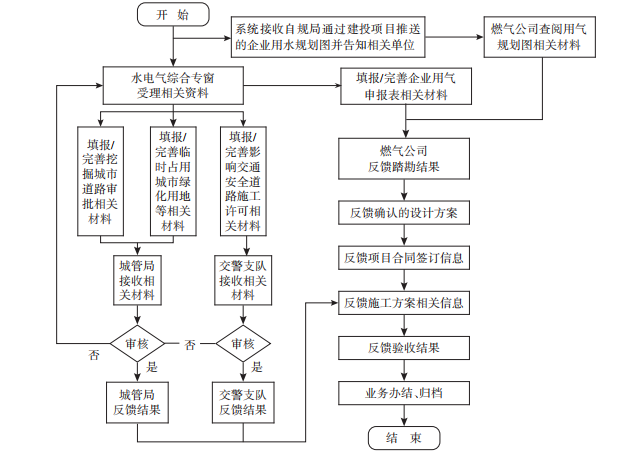 开 始
系统接收自规局通过建投项目推送
的企业用水规划图并告知相关单位
燃气公司查阅用气
规划图相关材料
水电气综合专窗
受理相关资料
填报/完善企业用气
申报表相关材料
填报/
完善挖
掘城市
道路审
批相关
材料
填报/
完善临
时占用
城市绿
化用地
等相关
材料
填报/
完善影
响交通
安全道
路施工
许可相
关材料
燃气公司
反馈踏勘结果
反馈确认的设计方案
城管局
接收相
关材料
交警支队
接收相关
材料
反馈项目合同签订信息
反馈施工方案相关信息
审核
否
审核
否
是
是
反馈验收结果
城管局
反馈结果
交警支队
反馈结果
业务办结、归档
结 束